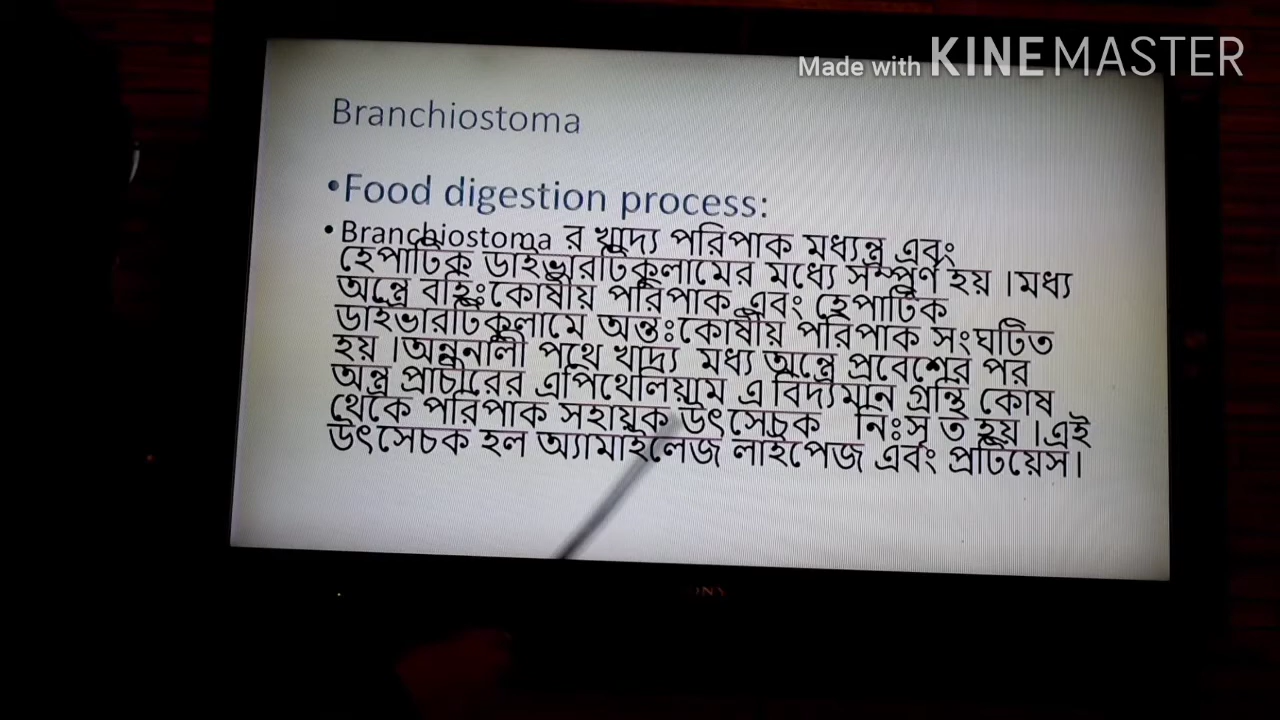 Made with KINEMASTER
Branchiostoma
•Food digestion process:
• Branchiostoma র খাদ্য পরিপাক মধ্যন্ত্র এবং
হেপাটিক ডাইভারটিকুলামের মধ্যে সম্পূর্ণ হয় ।মধ্য
অন্ত্রে বহিঃকোষীয় পরিপাক এবং হেপাটিক
ডাইভারটিকুলামে অন্তঃকোষীয় পরিপাক সংঘটিত
হয় ।অন্ননালী পথে খাদ্য মধ্য অন্ত্রে প্রবেশের পর
অন্ত্র প্রাচীরের এপিথেলিয়াম এ বিদ্যমান গ্রন্থি কোষ
থেকে পরিপাক সহায়ক উৎসেচক নিঃসৃ ত হয় ।এই
উৎসেচক হল অ্যামাইলেজ লাইপেজ এবং প্রটিয়েস।